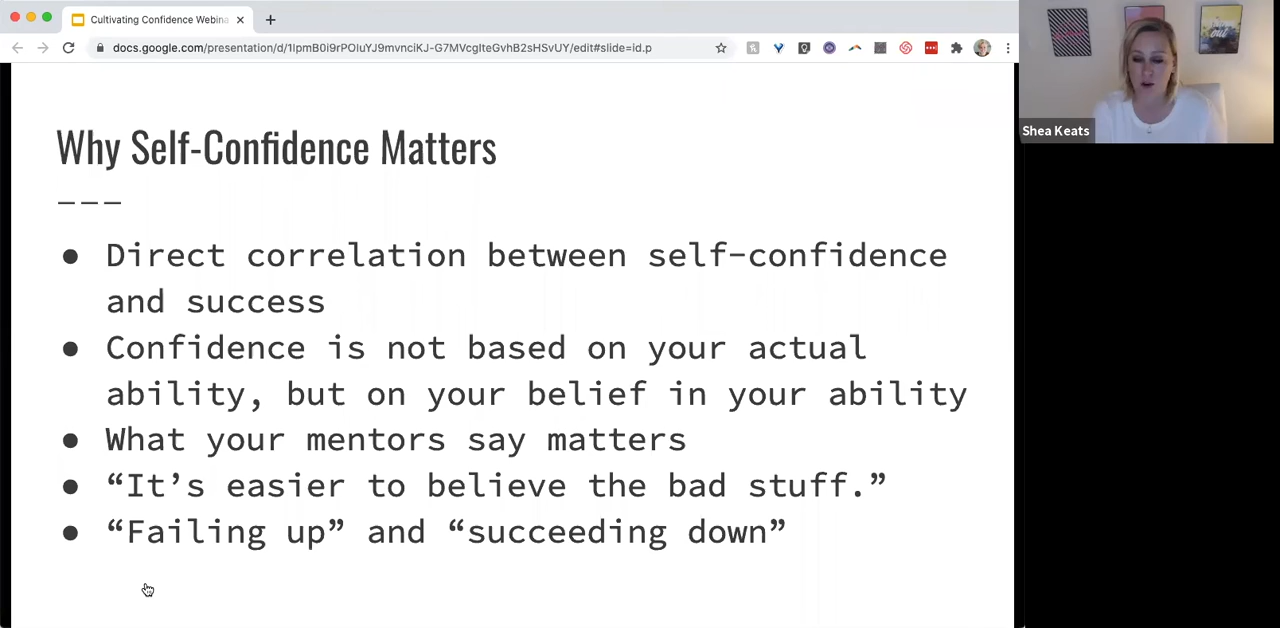 Cultivating Confidence Webina
docs.google.com/presentation/d/1lpmB0i9rPOIuYJ9mvnciKJ-G7MVcgIteGvhB2sHSvUY/edit#slide=id.p
Shea Keats
Why Self-Confidence Matters
● Direct correlation between self-confidence
and success
● Confidence is not based on your actual
ability, but on your belief in your ability
● What your mentors say matters
● “It’s easier to believe the bad stuff.”
● “Failing up” and “succeeding down”